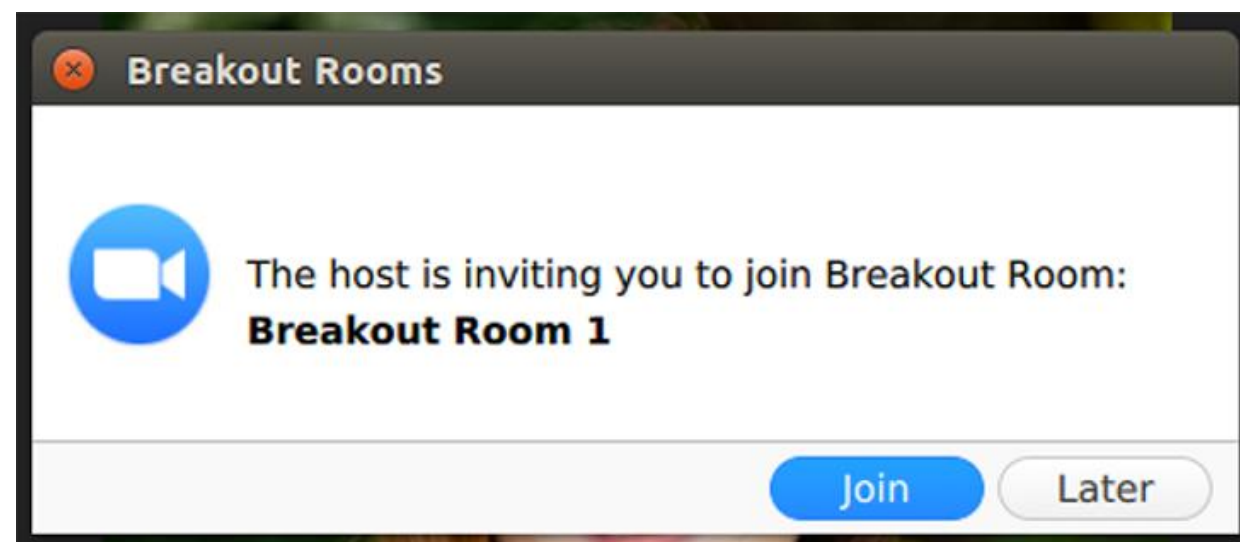 Breakout Rooms
The host is inviting you to join Breakout Room:
Breakout Room 1
Join Later